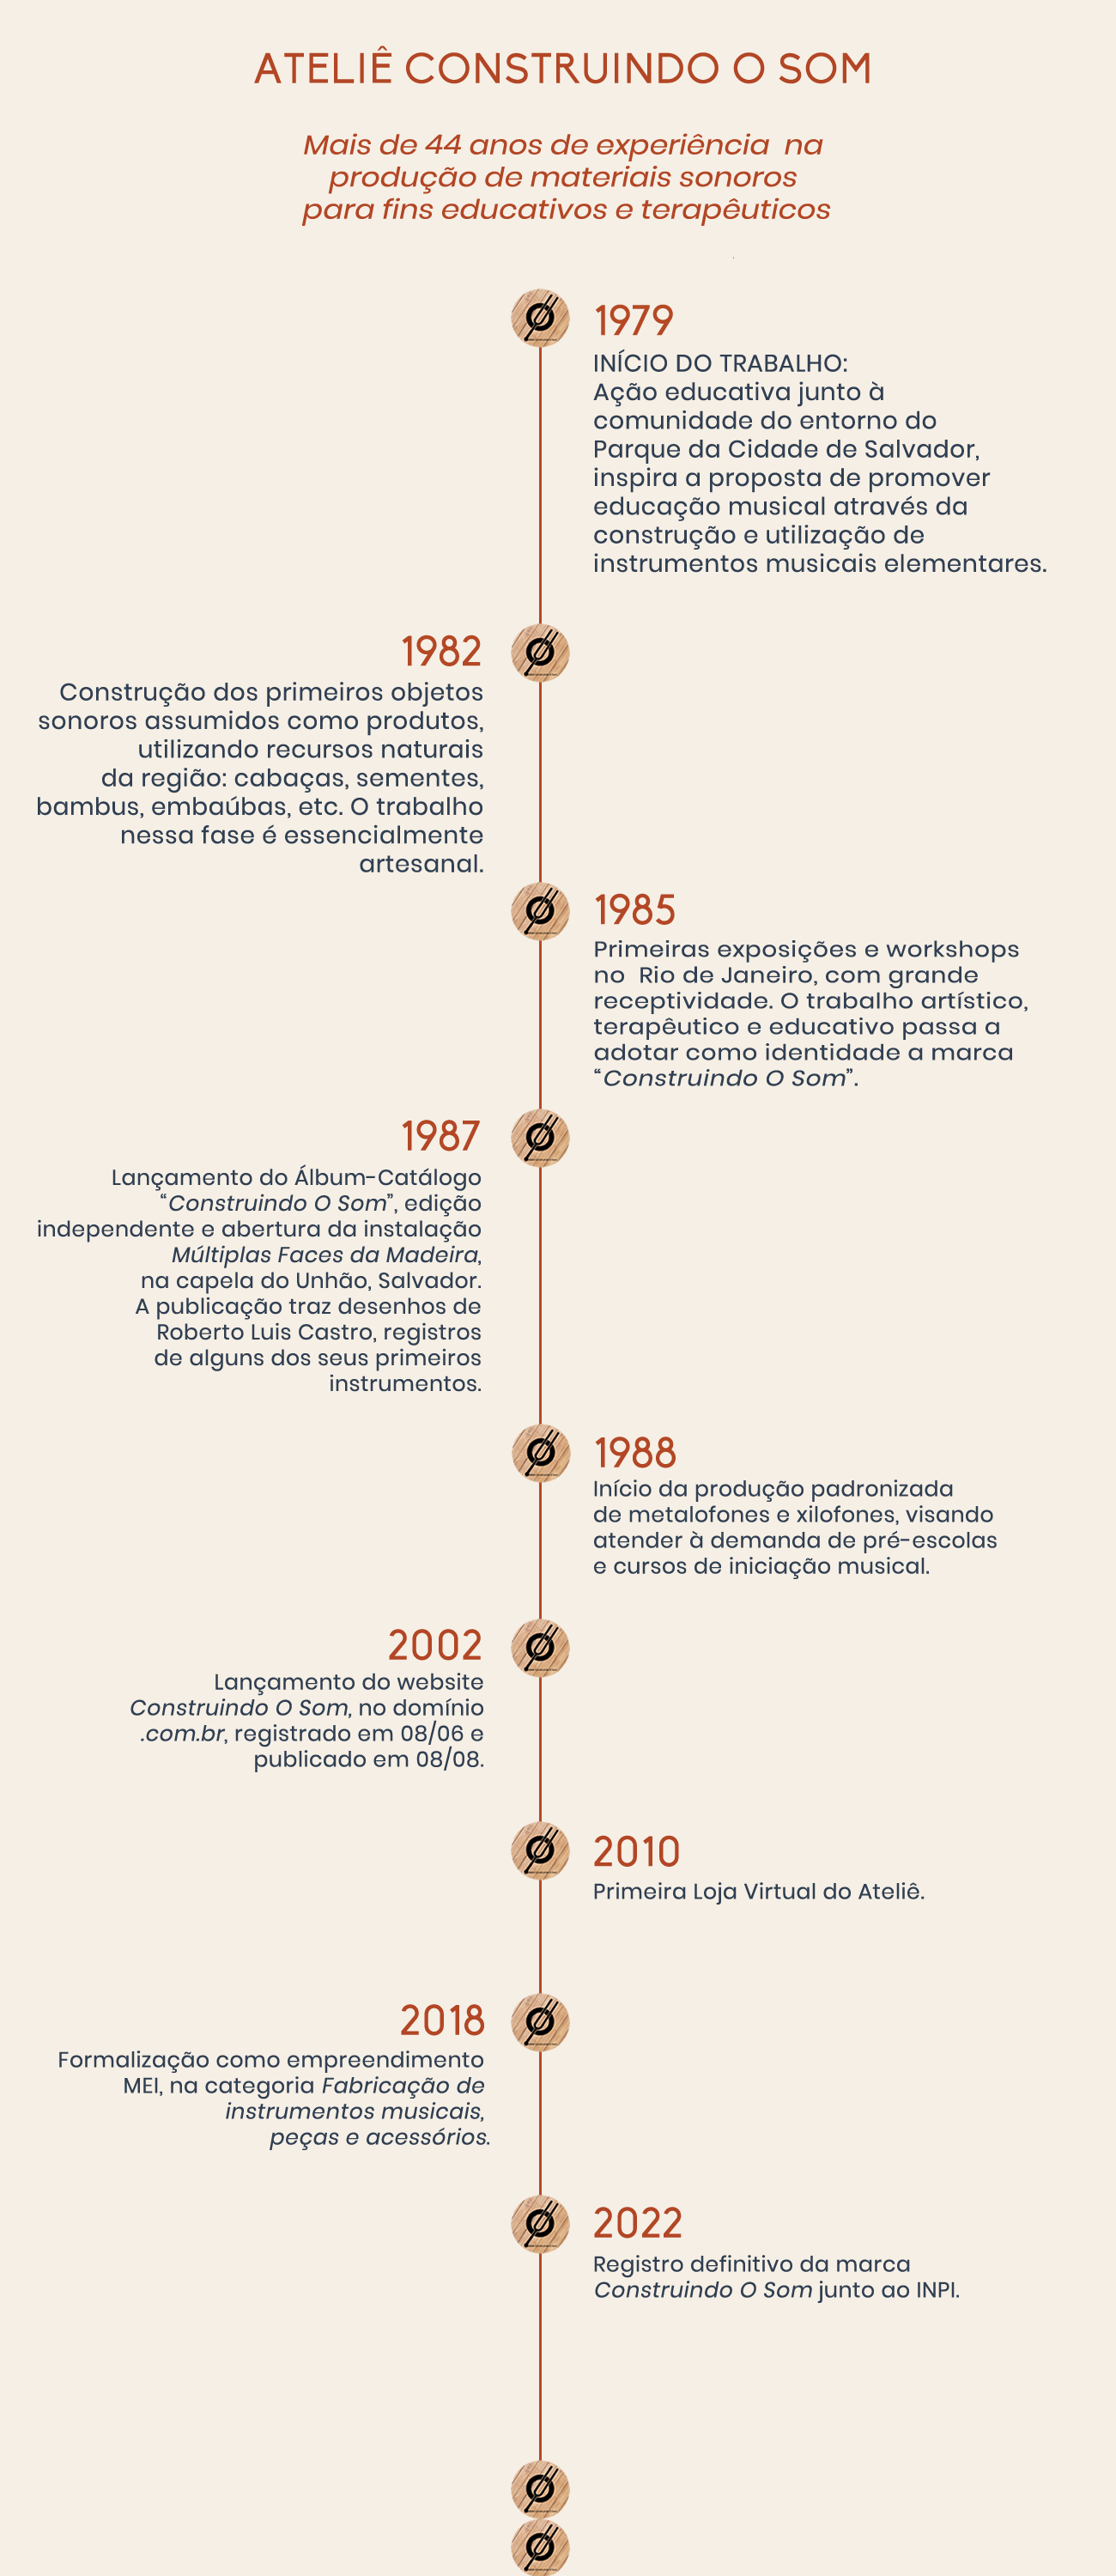 ATELIÊ CONSTRUINDO O SOM
Mais de 44 anos de experiência na
produção de materiais sonoros
para fins educativos e terapêuticos
1979
INÍCIO DO TRABALHO:
Ação educativa junto à
comunidade do entorno do
Parque da Cidade de Salvador,
inspira a proposta de promover
educação musical através da
construção e utilização de
instrumentos musicais elementares.
1982
Construção dos primeiros objetos
sonoros assumidos como produtos,
utilizando recursos naturais
da região: cabaças, sementes,
bambus, embaúbas, etc. O trabalho
nessa fase é essencialmente
artesanal.
1985
Primeiras exposições e workshops
no Rio de Janeiro, com grande
receptividade. O trabalho artístico,
terapêutico e educativo passa a
adotar como identidade a marca
“Construindo O Som”.
1987
Lançamento do Álbum-Catálogo
“Construindo O Som”, edição
independente e abertura da instalação
Múltiplas Faces da Madeira,
na capela do Unhão, Salvador.
A publicação traz desenhos de
Roberto Luis Castro, registros
de alguns dos seus primeiros
instrumentos.
1988
Início da produção padronizada
de metalofones e xilofones, visando
atender à demanda de pré-escolas
e cursos de iniciação musical.
2002
Lançamento do website
Construindo O Som, no domínio
.com.br, registrado em 08/06 e
publicado em 08/08.
2010
Primeira Loja Virtual do Ateliê.
2018
Formalização como empreendimento
MEI, na categoria Fabricação de
instrumentos musicais,
peças e acessórios.
2022
Registro definitivo da marca
Construindo O Som junto ao INPI.